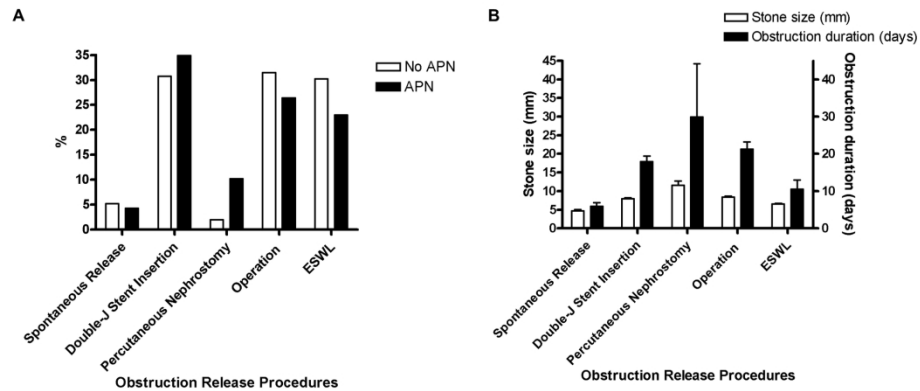 A
No APN
APN
%
35
30
25
20
15
10
5
0
Spontaneous Release
Double-J Stent Insertion
Percutaneous Nephrostomy
Operation
ESWL
Obstruction Release Procedures
B
Stone size (mm)
Obstruction duration (days)
Stone size (mm)
45
40
35
30
25
20
15
10
5
0
Obstruction duration
(days)
40
30
20
10
0
Spontaneous Release
Double-J Stent Insertion
Percutaneous Nephrostomy
Operation
ESWL
Obstruction Release Procedures